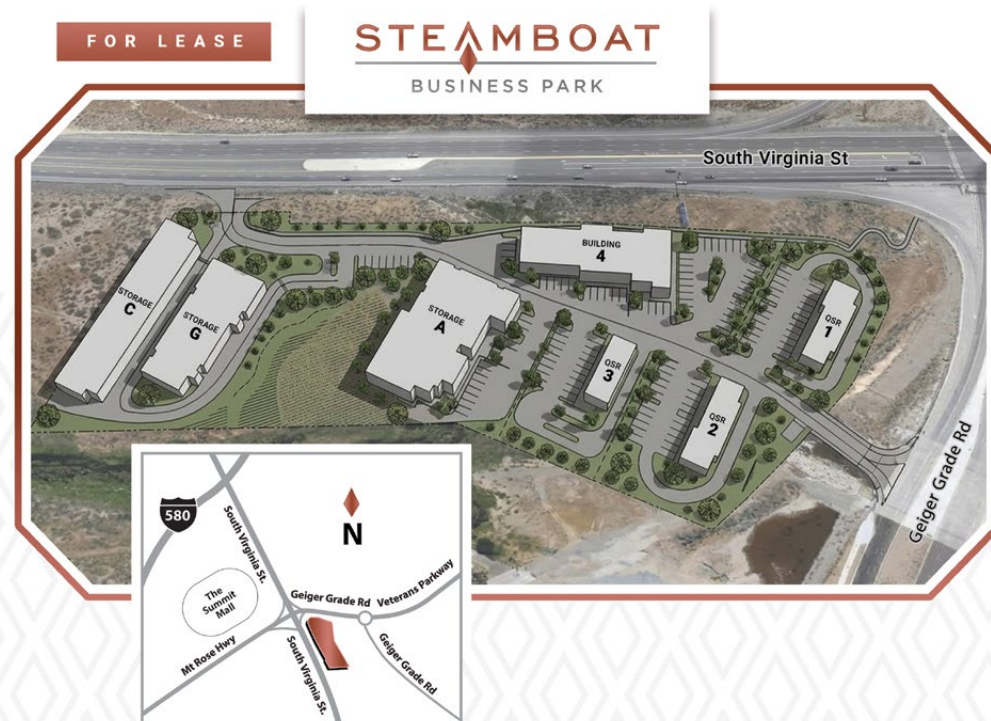 FOR LEASE
STEAMBOAT
BUSINESS PARK
South Virginia St
BUILDING
4
STORAGE
C
STORAGE
G
STORAGE
A
QSR
1
QSR
3
QSR
2
Geiger Grade Rd
580
South Virginia St.
N
The
Summit
Mall
Geiger Grade Rd
Veterans Parkway
Mt Rose Hwy
South Virginia St.
Geiger Grade Rd